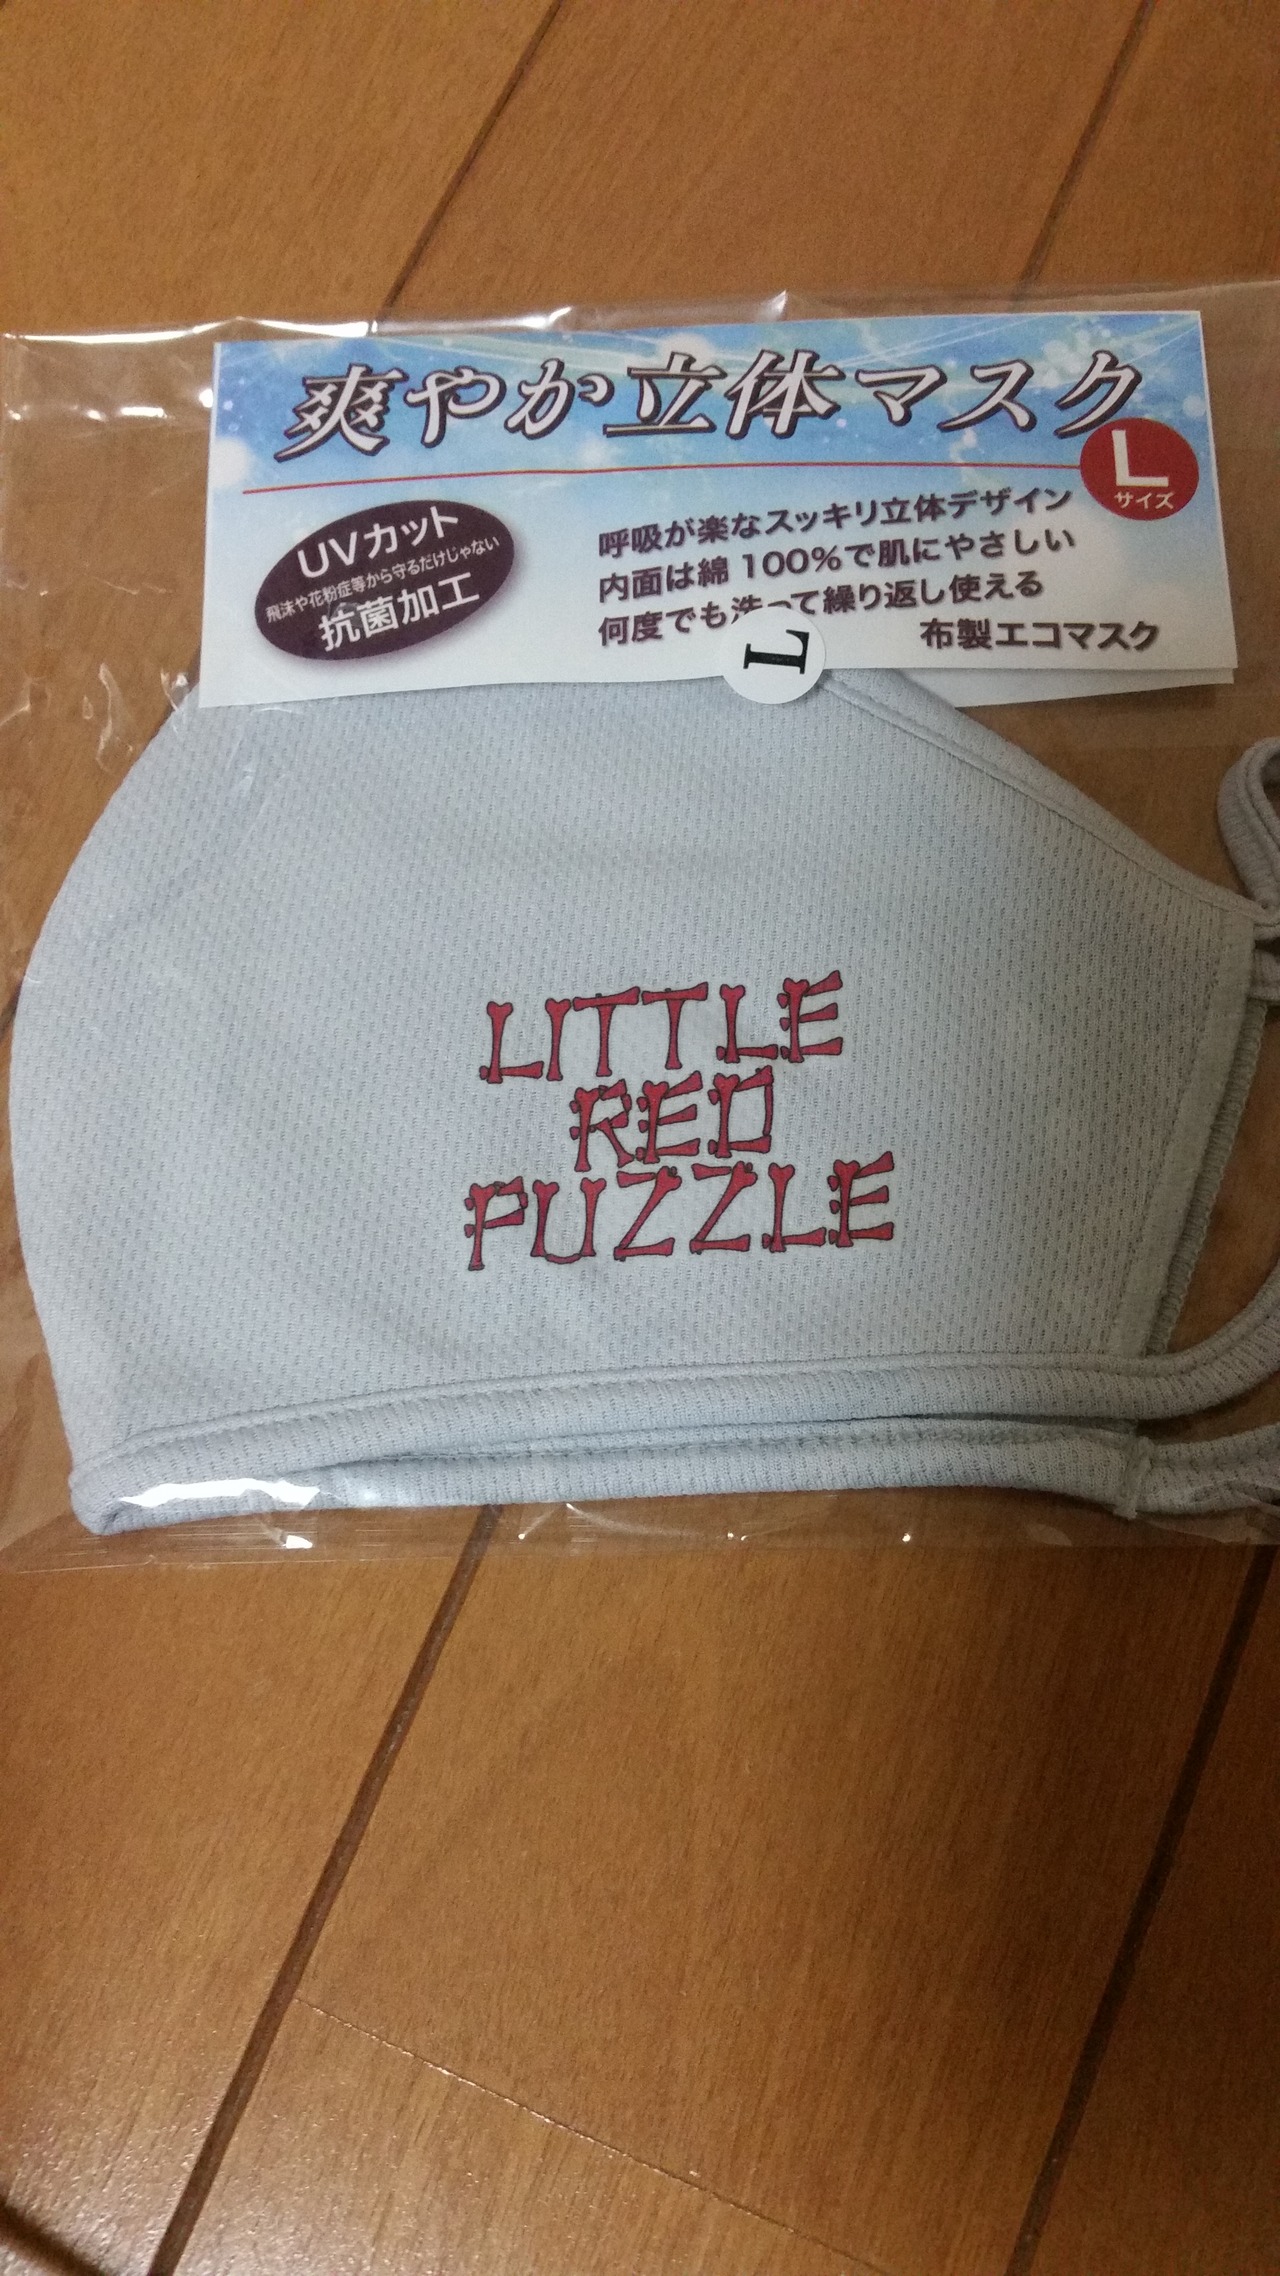 爽やか立体マスク
L
サイズ
UVカット
飛沫や花粉症等から守るだけじゃない
抗菌加工
呼吸が楽なスッキリ立体デザイン
内面は綿100%で肌にやさしい
何度でも洗って繰り返し使える
布製エコマスク
L
LITTLE
RED
PUZZLE